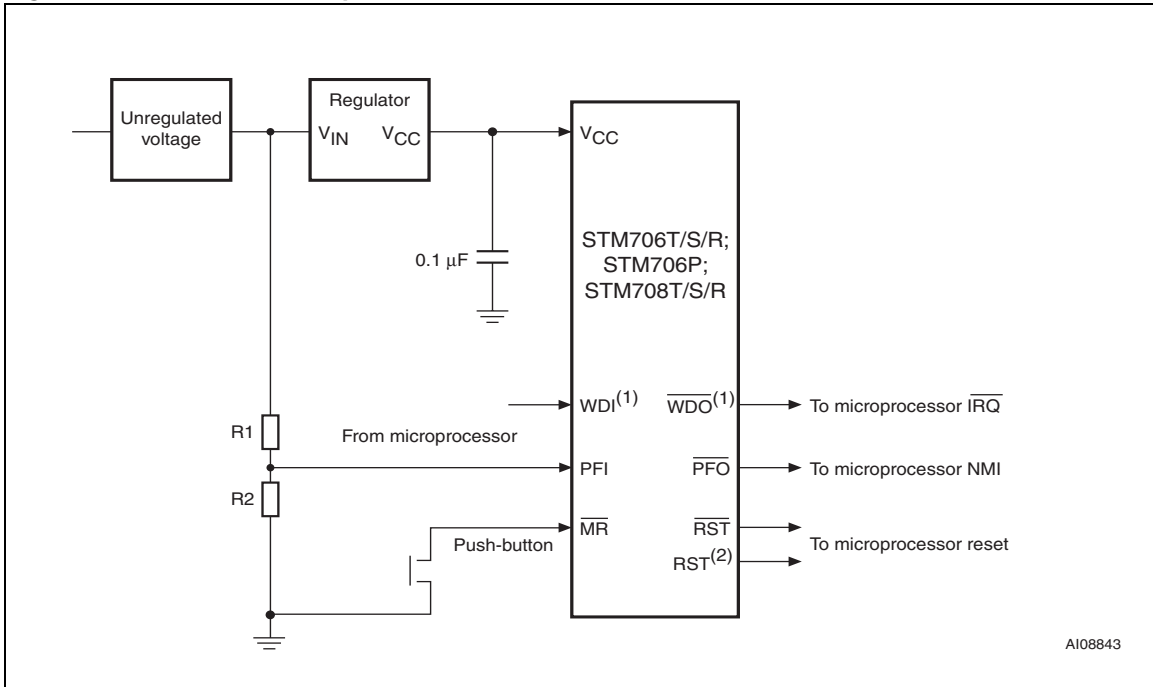 Unregulated
voltage
Regulator
VIN VCC
VCC
0.1 μF
STM706T/S/R;
STM706P;
STM708T/S/R
WDI(1) WDO(1) To microprocessor IRQ
R1
From microprocessor
PFI PFO To microprocessor NMI
R2
Push-button MR RST
To microprocessor reset
RST(2)
AI08843